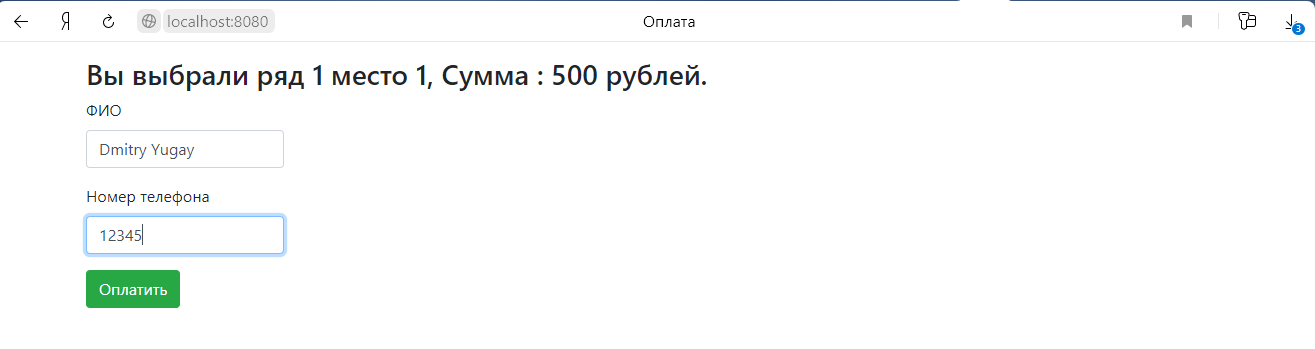 Я localhost:8080 Оплата
3
Вы выбрали ряд 1 место 1, Сумма : 500 рублей.
ФИО
Dmitry Yugay
Номер телефона
12345
Оплатить